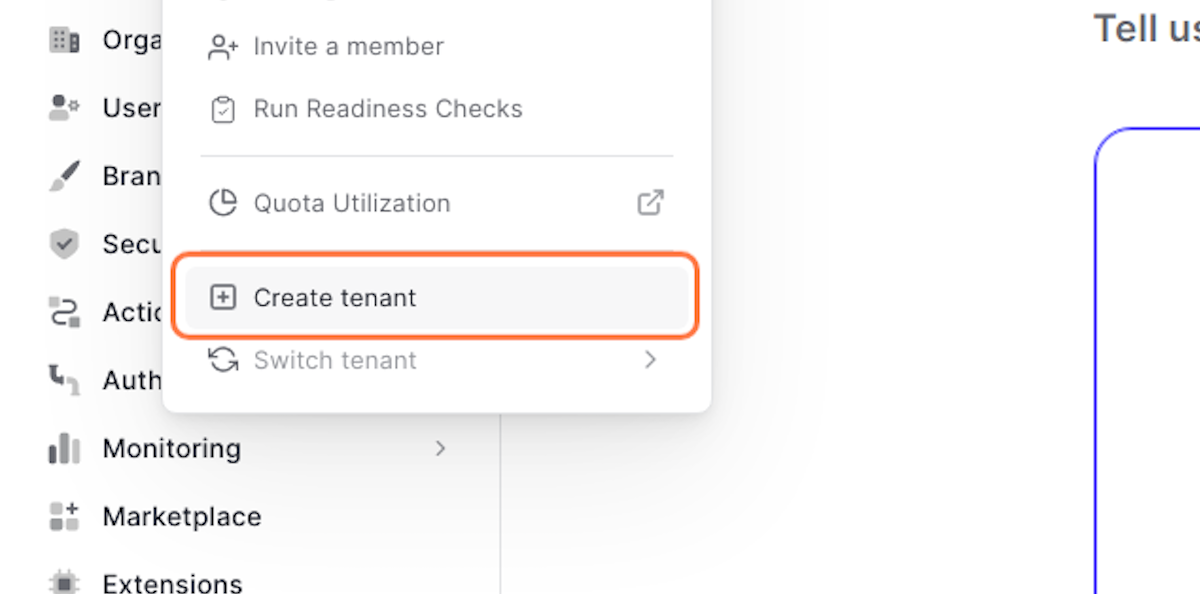 Orga
Invite a member
Tell us
User
Run Readiness Checks
Bran
Quota Utilization
Secu
Create tenant
Actio
Switch tenant
Auth
Monitoring
Marketplace
Extensions